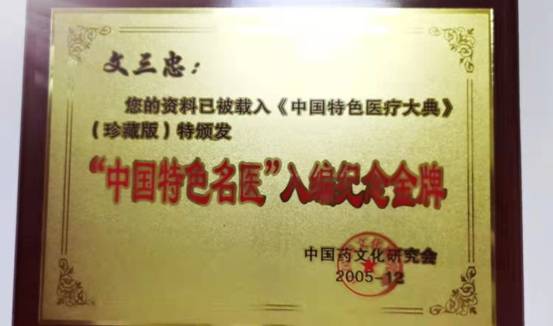 文三忠：
您的资料已被载入《中国特色医疗大典》
（珍藏版）特颁发
“中国特色名医”入编纪念金牌
中国药文化研究会
2005-12